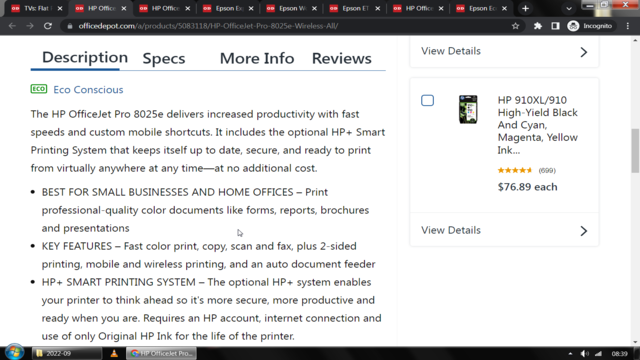 TVs: Flat
HP Office
HP Office
Epson Exp
Epson W
Epson ET
HP Office
Epson Ec
officedepot.com/a/products/5083118/HP-OfficeJet-Pro-8025e-Wireless-All/
Incognito
Description
Specs
More Info
Reviews
ECO Eco Conscious
The HP OfficeJet Pro 8025e delivers increased productivity with fast
speeds and custom mobile shortcuts. It includes the optional HP+ Smart
Printing System that keeps itself up to date, secure, and ready to print
from virtually anywhere at any time—at no additional cost.
• BEST FOR SMALL BUSINESSES AND HOME OFFICES – Print
professional-quality color documents like forms, reports, brochures
and presentations
• KEY FEATURES – Fast color print, copy, scan and fax, plus 2-sided
printing, mobile and wireless printing, and an auto document feeder
• HP+ SMART PRINTING SYSTEM – The optional HP+ system enables
your printer to think ahead so it's more secure, more productive and
ready when you are. Requires an HP account, internet connection and
use of only Original HP Ink for the life of the printer.
View Details
HP 910XL/910
High-Yield Black
And Cyan,
Magenta, Yellow
Ink...
(699)
$76.89 each
View Details
2022-09
HP OfficeJet Pro...
08:39